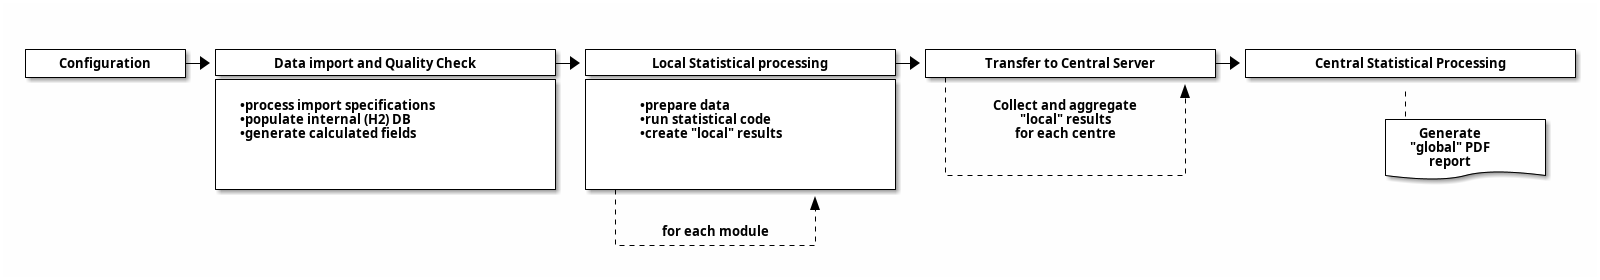 Configuration
Data import and Quality Check
Local Statistical processing
Transfer to Central Server
Central Statistical Processing
•process import specifications
•populate internal (H2) DB
•generate calculated fields
•prepare data
•run statistical code
•create "local" results
for each module
Collect and aggregate
"local" results
for each centre
Generate
"global" PDF
report